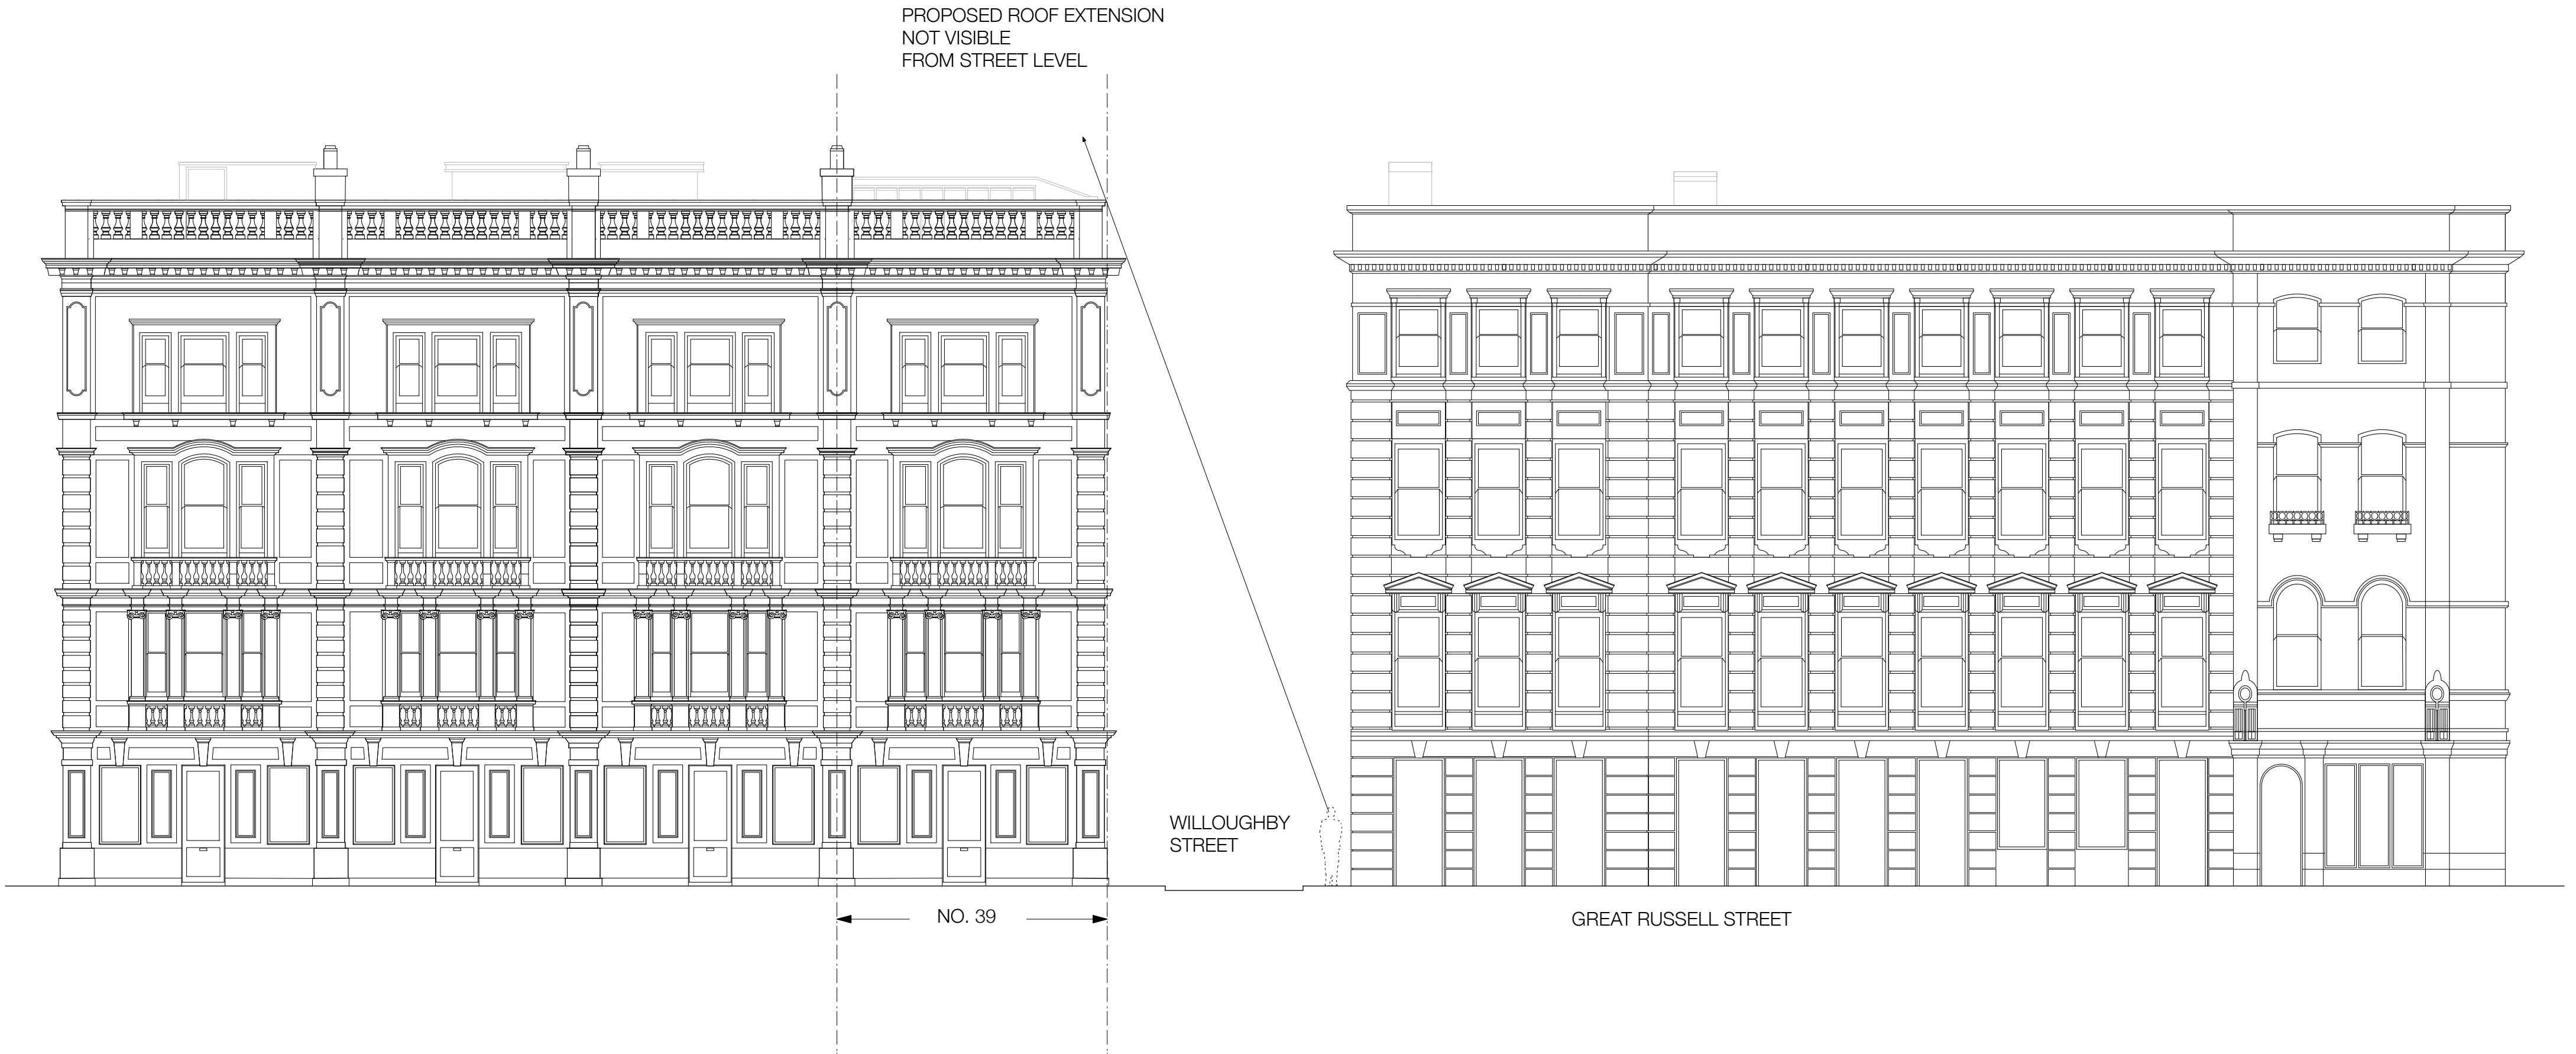 PROPOSED ROOF EXTENSION
NOT VISIBLE
FROM STREET LEVEL
WILLOUGHBY
STREET
NO. 39
GREAT RUSSELL STREET